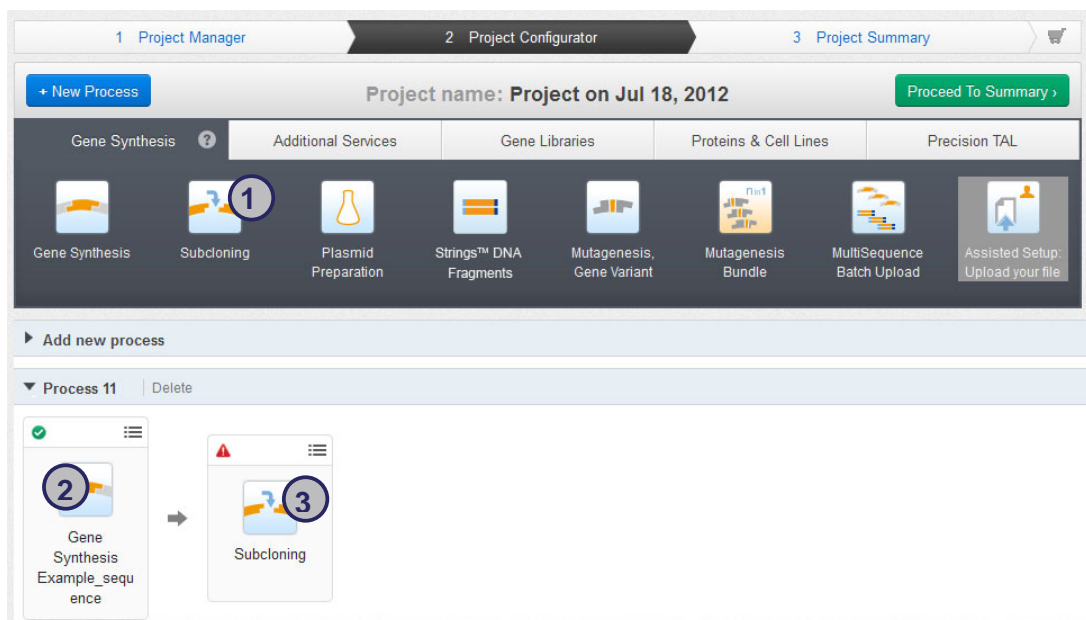 1 Project Manager 2 Project Configurator 3 Project Summary
+ New Process Project name: Project on Jul 18, 2012 Proceed To Summary ›
Gene Synthesis ? Additional Services Gene Libraries Proteins & Cell Lines Precision TAL
1
n in 1
Gene Synthesis Subcloning Plasmid Strings™ DNA Mutagenesis, Mutagenesis MultiSequence Assisted Setup:
Preparation Fragments Gene Variant Bundle Batch Upload Upload your file
Add new process
Process 11 Delete
2
3
Gene
Synthesis
Example_sequ
ence
Subcloning